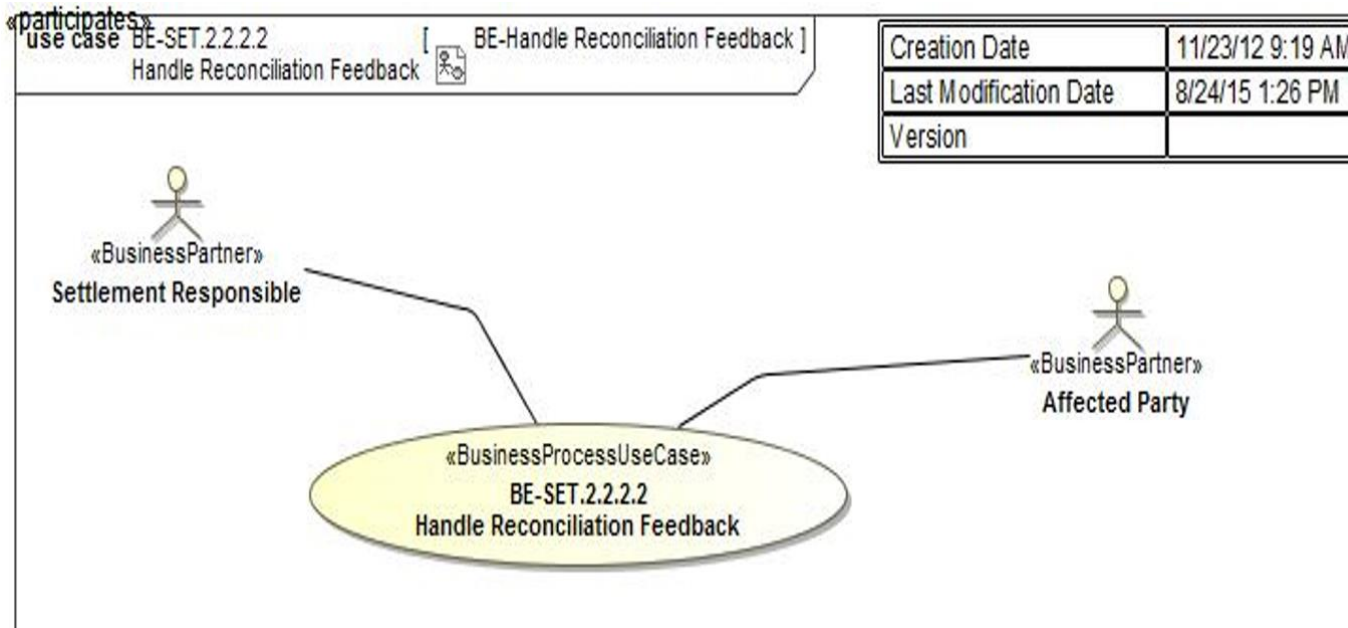 «participates»
use case BE-SET.2.2.2.2 [ BE-Handle Reconciliation Feedback ]
Handle Reconciliation Feedback
Creation Date 11/23/12 9:19 AM
Last Modification Date 8/24/15 1:26 PM
Version
«BusinessPartner»
Settlement Responsible
«BusinessPartner»
Affected Party
«BusinessProcessUseCase»
BE-SET.2.2.2.2
Handle Reconciliation Feedback